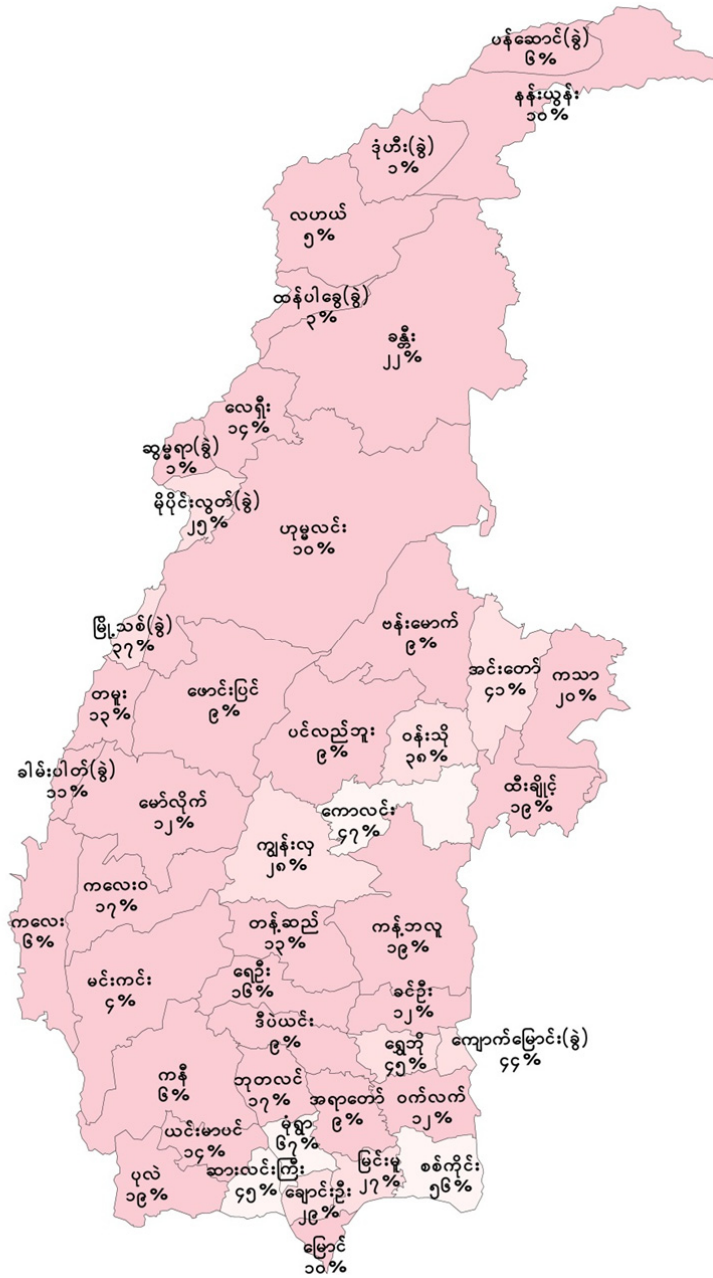 ပန်ဆောင်(ခွဲ)
၆%
နန်းယွန်း
၁၀%
ဒုံဟီး(ခွဲ)
၁%
လဟယ်
၅%
ထန်ပါခွေ(ခွဲ)
၃%
ခန္တီး
၂၂%
လေရှီး
၁၄%
ဆွမ္မရာ(ခွဲ)
၁%
မိုပိုင်းလွတ်(ခွဲ)
၂၅%
ဟုမ္မလင်း
၁၀%
မြို့သစ်(ခွဲ)
၃၇%
ဗန်းမောက်
၉%
အင်းတော်
၄၁%
ကသာ
၂၀%
တမူး
၁၃%
ဖောင်းပြင်
၉%
ပင်လည်ဘူး
၉%
ဝန်းသို
၃၈%
ခါမ်းပါတ်(ခွဲ)
၁၁%
မော်လိုက်
၁၂%
ထီးချိုင့်
၁၉%
ကောလင်း
၄၇%
ကျွန်းလှ
၂၈%
ကလေးဝ
၁၇%
ကလေး
၆%
တန့်ဆည်
၁၃%
ကန့်ဘလူ
၁၉%
မင်းကင်း
၄%
ရေဦး
၁၆%
ခင်ဦး
၁၂%
ဒီပဲယင်း
၉%
ရွှေဘို
၄၅%
ကျောက်မြောင်း(ခွဲ)
၄၄%
ကနီ
၆%
ဘုတလင်
၁၇%
အရာတော်
၉%
ဝက်လက်
၁၂%
မုံရွာ
၆၇%
ယင်းမာပင်
၁၄%
ပုလဲ
၁၉%
ဆားလင်းကြီး
၄၅%
ချောင်းဦး
၂၉%
မြင်းမူ
၂၇%
စစ်ကိုင်း
၅၆%
မြောင်
၁၀%